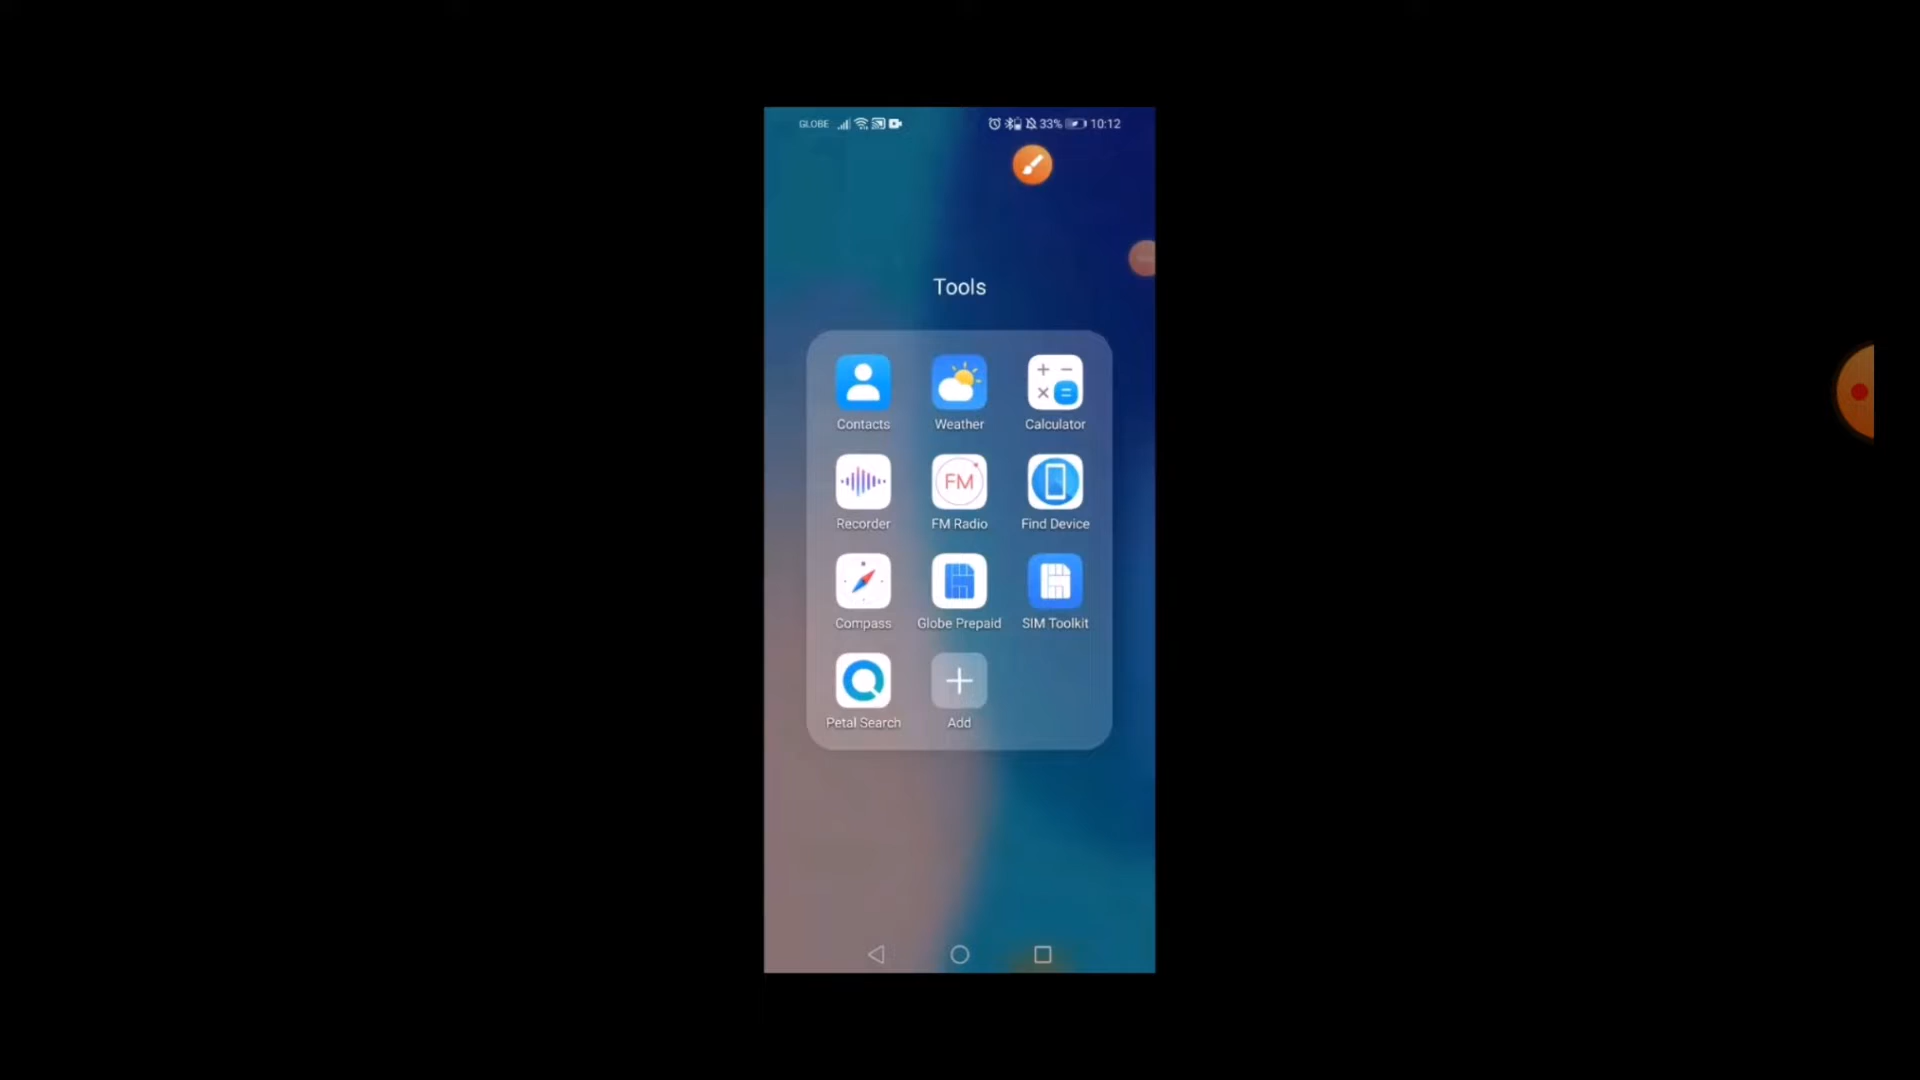 GLOBE 33% 10:12
Tools
Contacts Weather Calculator
FM
Recorder FM Radio Find Device
Compass Globe Prepaid SIM Toolkit
Petal Search Add